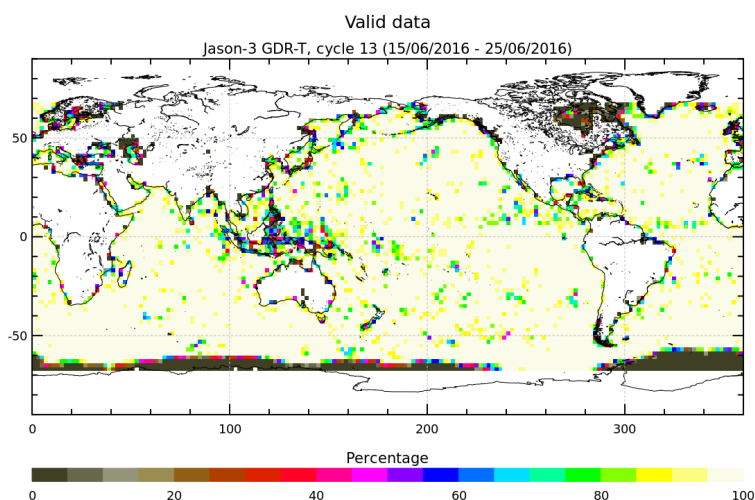 Valid data
Jason-3 GDR-T, cycle 13 (15/06/2016 - 25/06/2016)
50
0
-50
0 100 200 300
Percentage
0 20 40 60 80 100